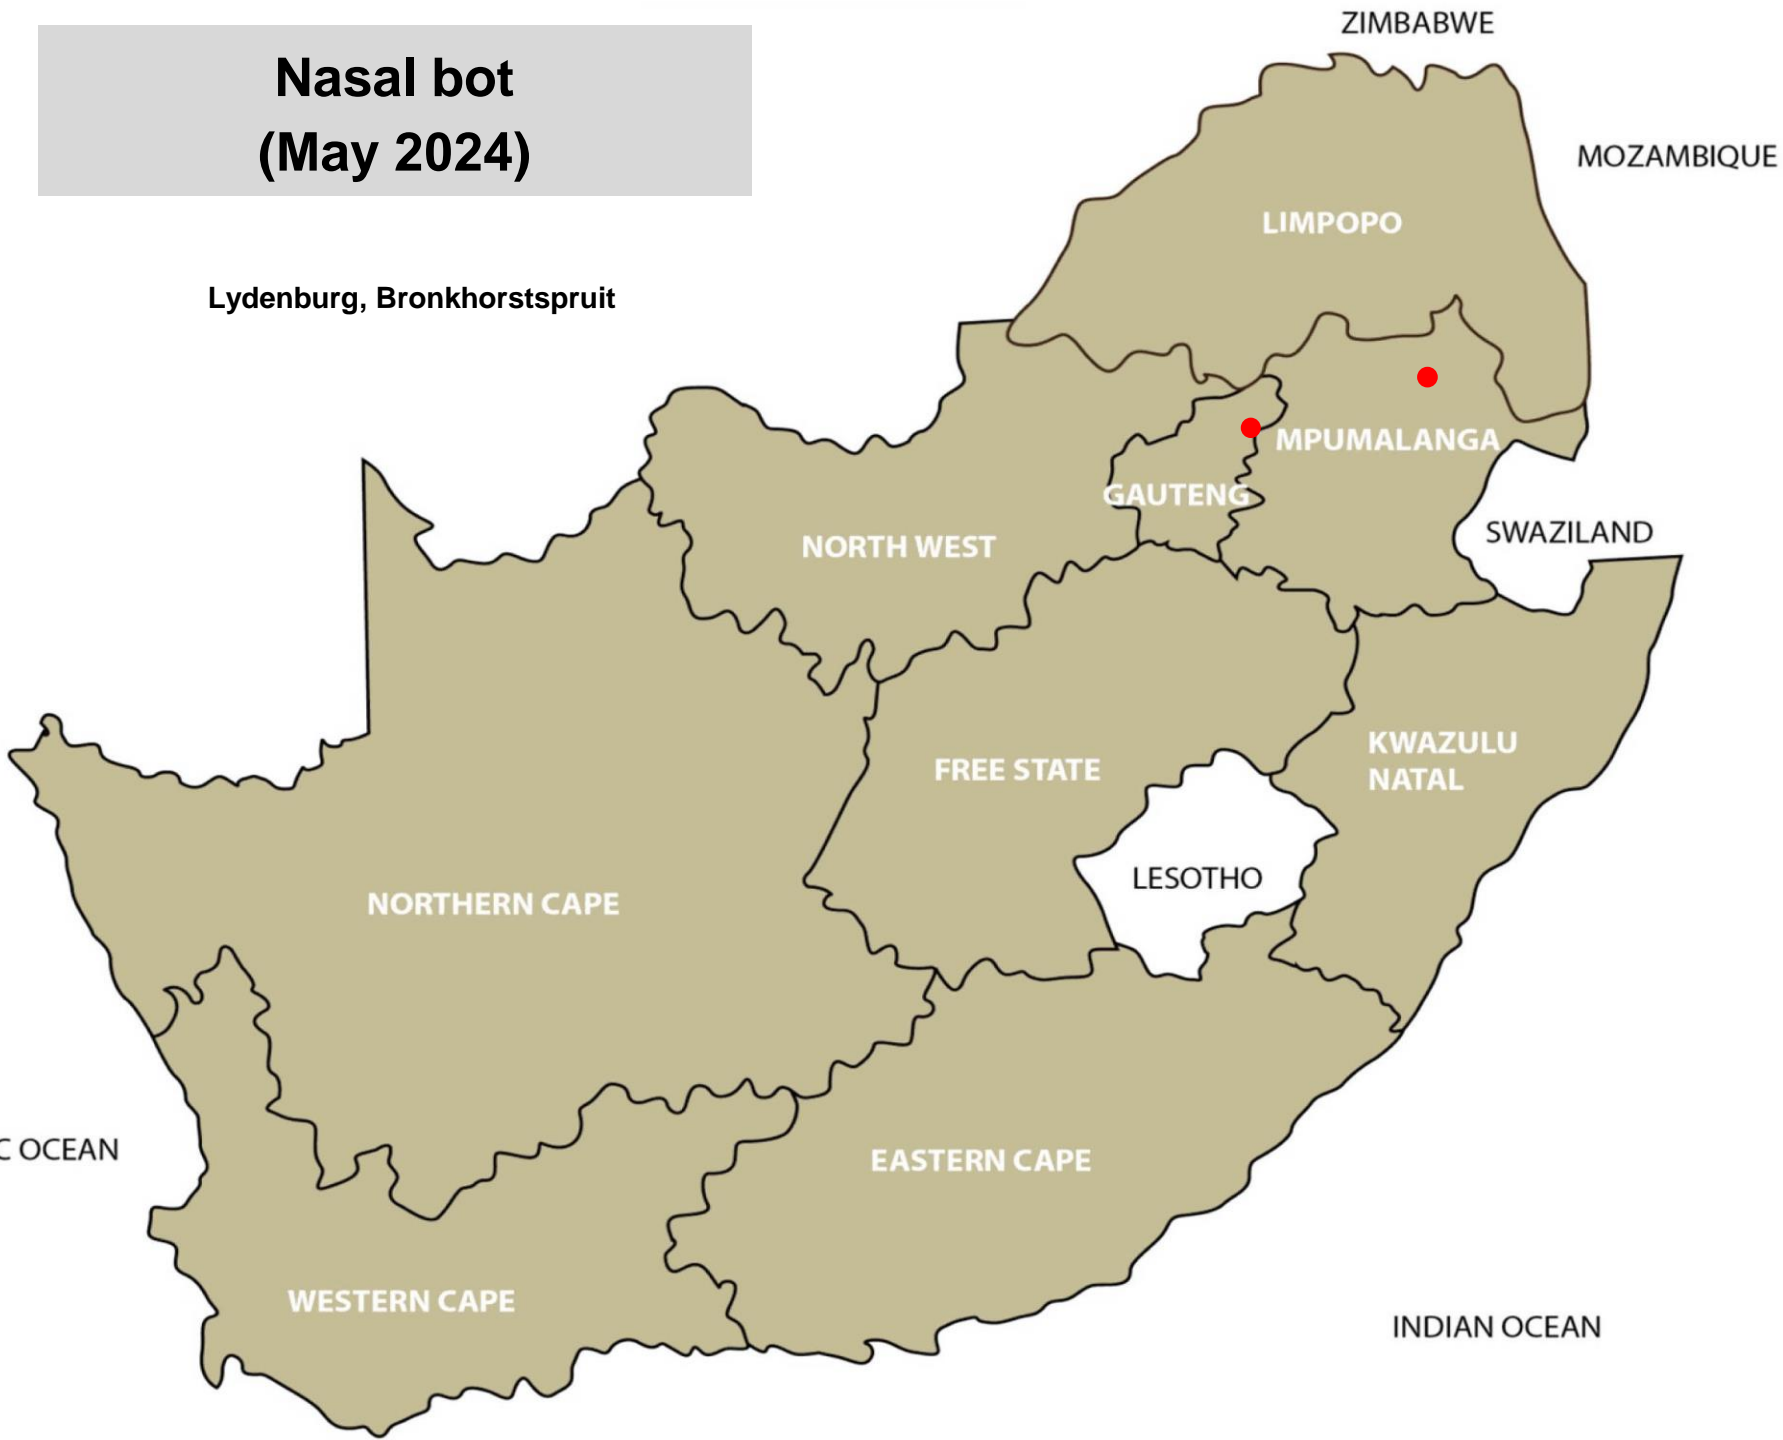 Nasal bot
(May 2024)
Lydenburg, Bronkhorstspruit
ZIMBABWE
MOZAMBIQUE
LIMPOPO
MPUMALANGA
GAUTENG
SWAZILAND
NORTH WEST
KWAZULU
NATAL
FREE STATE
LESOTHO
NORTHERN CAPE
C OCEAN
EASTERN CAPE
WESTERN CAPE
INDIAN OCEAN